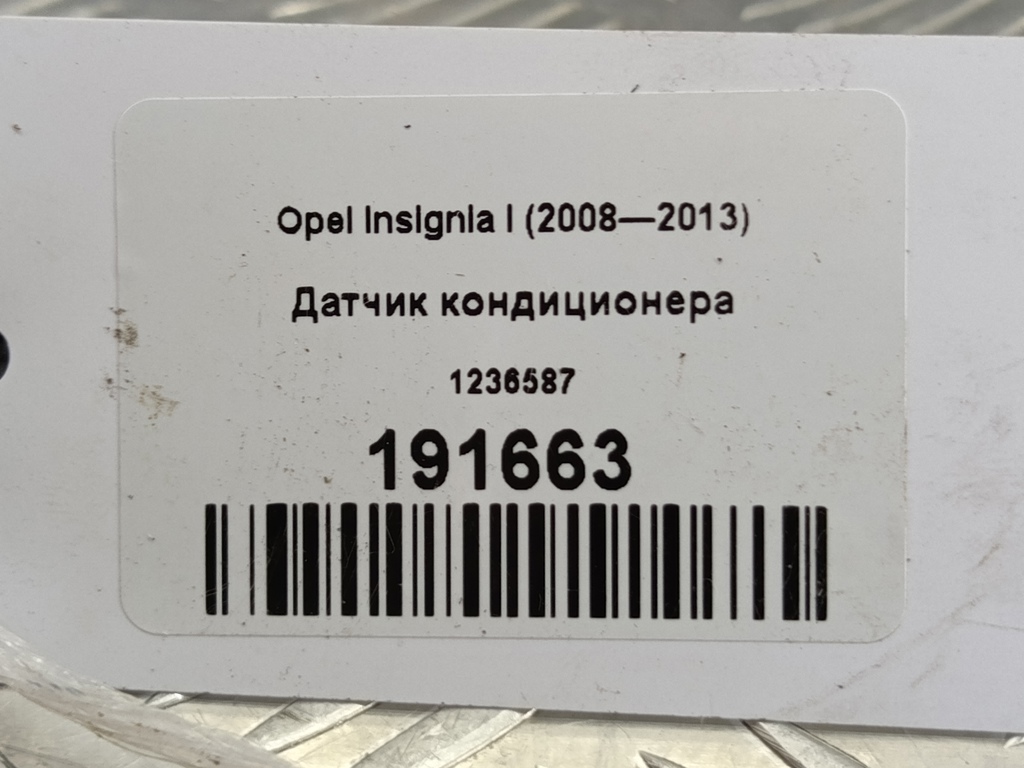 Opel Insignia I (2008—2013)
Датчик кондиционера
1236587
191663